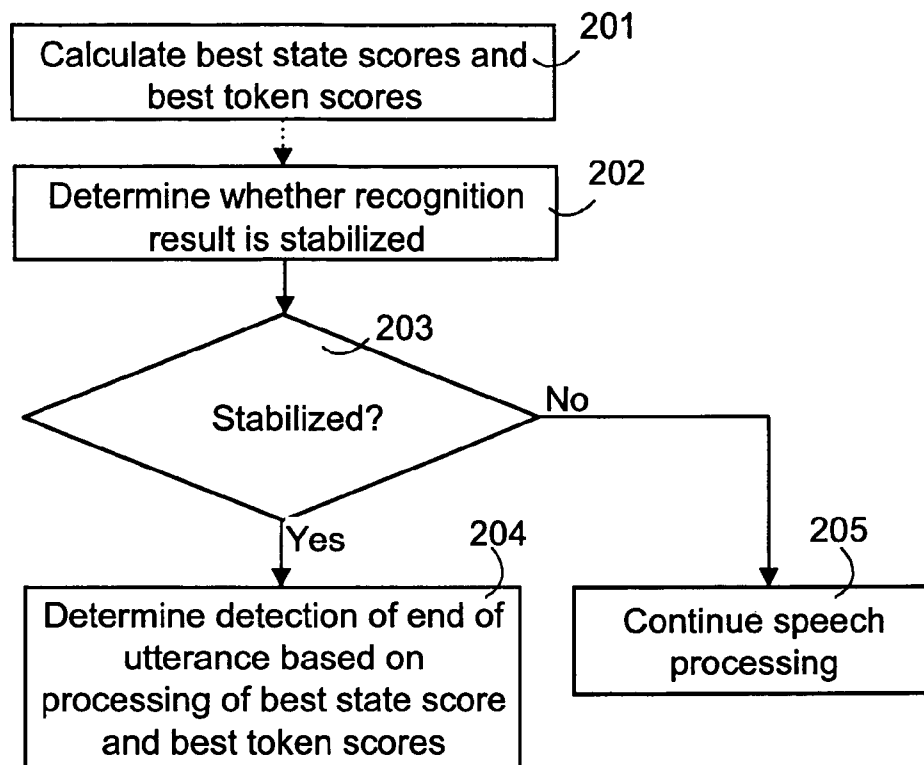 201
Calculate best state scores and
best token scores
202
Determine whether recognition
result is stabilized
203
Stabilized?
No
Yes
204
Determine detection of end of
utterance based on
processing of best state score
and best token scores
205
Continue speech
processing